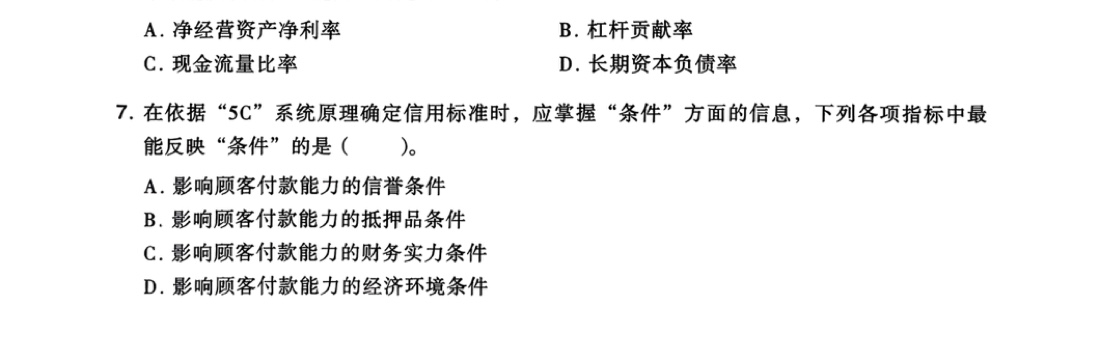 A. 净经营资产净利率 B. 杠杆贡献率
C. 现金流量比率 D. 长期资本负债率
7. 在依据“5C”系统原理确定信用标准时，应掌握“条件”方面的信息，下列各项指标中最
能反映“条件”的是（ ）。
A. 影响顾客付款能力的信誉条件
B. 影响顾客付款能力的抵押品条件
C. 影响顾客付款能力的财务实力条件
D. 影响顾客付款能力的经济环境条件